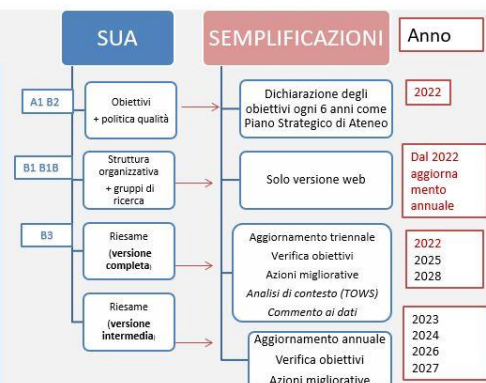 SUA
SEMPLIFICAZIONI
Anno
A1 B2
Obiettivi
+ politica qualità
Dichiarazione degli
obiettivi ogni 6 anni come
Piano Strategico di Ateneo
2022
B1 B1B
Struttura
organizzativa
+ gruppi di
ricerca
Solo versione web
Dal 2022
aggiorna
mento
annuale
B3
Riesame
(versione
completa)
Aggiornamento triennale
Verifica obiettivi
Azioni migliorative
Analisi di contesto (TOWS)
Commento ai dati
2022
2025
2028
Riesame
(versione
intermedia)
Aggiornamento annuale
Verifica obiettivi
Azioni migliorative
2023
2024
2026
2027